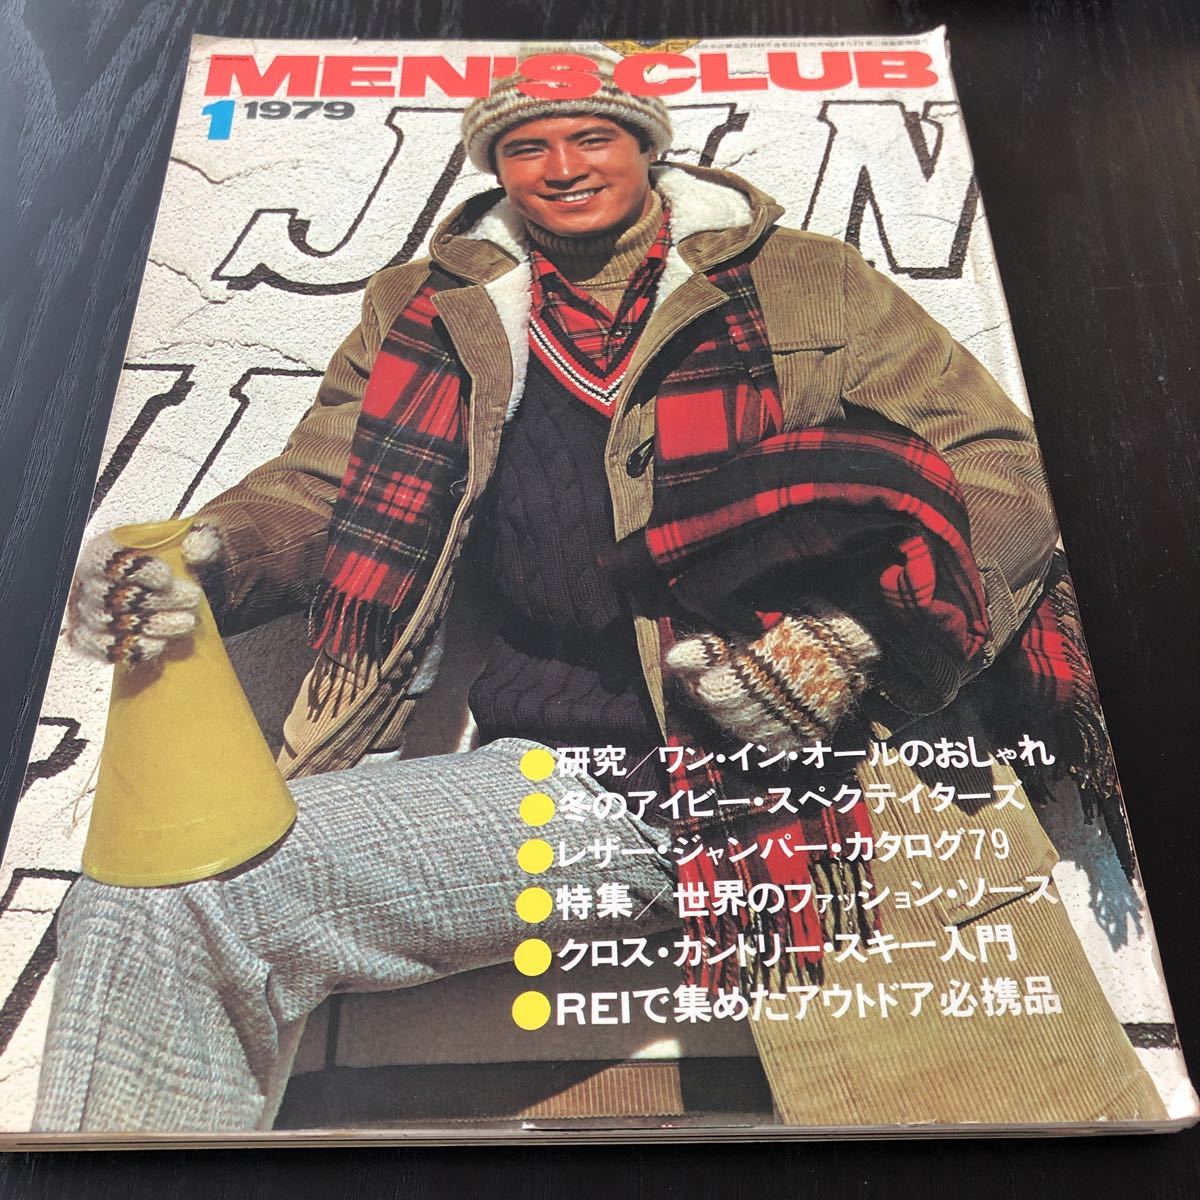 MONTHLY
MEN'S CLUB
1 1979
●研究/ワン・イン・オールのおしゃれ
●冬のアイビー・スペクテイターズ
●レザー・ジャンパー・カタログ79
●特集/世界のファッション・ソース
●クロス・カントリー・スキー入門
●REIで集めたアウトドア必携品